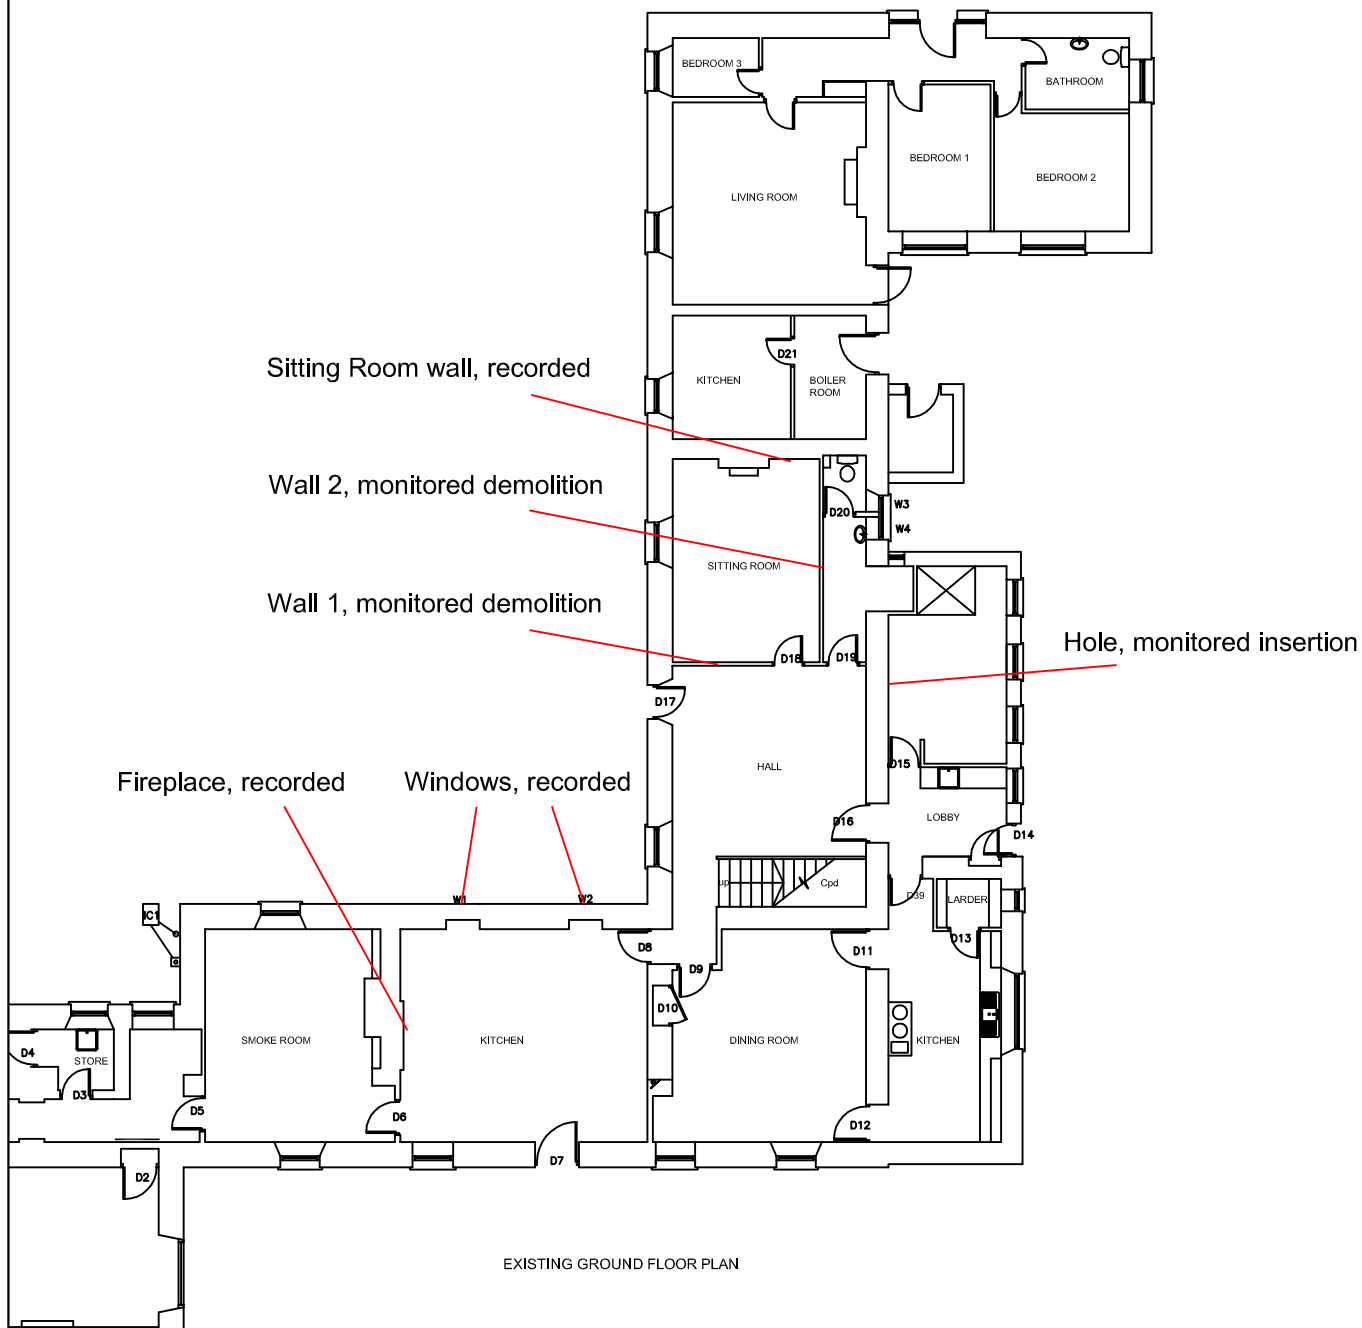 BEDROOM 3
BATHROOM
BEDROOM 1
BEDROOM 2
LIVING ROOM
Sitting Room wall, recorded
D21
KITCHEN
BOILER
ROOM
Wall 2, monitored demolition
W3
D20
W4
SITTING ROOM
Wall 1, monitored demolition
Hole, monitored insertion
D18
D19
D17
HALL
D15
Fireplace, recorded
Windows, recorded
D16
LOBBY
D14
up
Cpd
D39
LARDER
W1
W2
IC1
D8
D11
D13
D9
D10
D4
STORE
SMOKE ROOM
KITCHEN
DINING ROOM
KITCHEN
D3
D5
D6
D12
D7
D2
EXISTING GROUND FLOOR PLAN